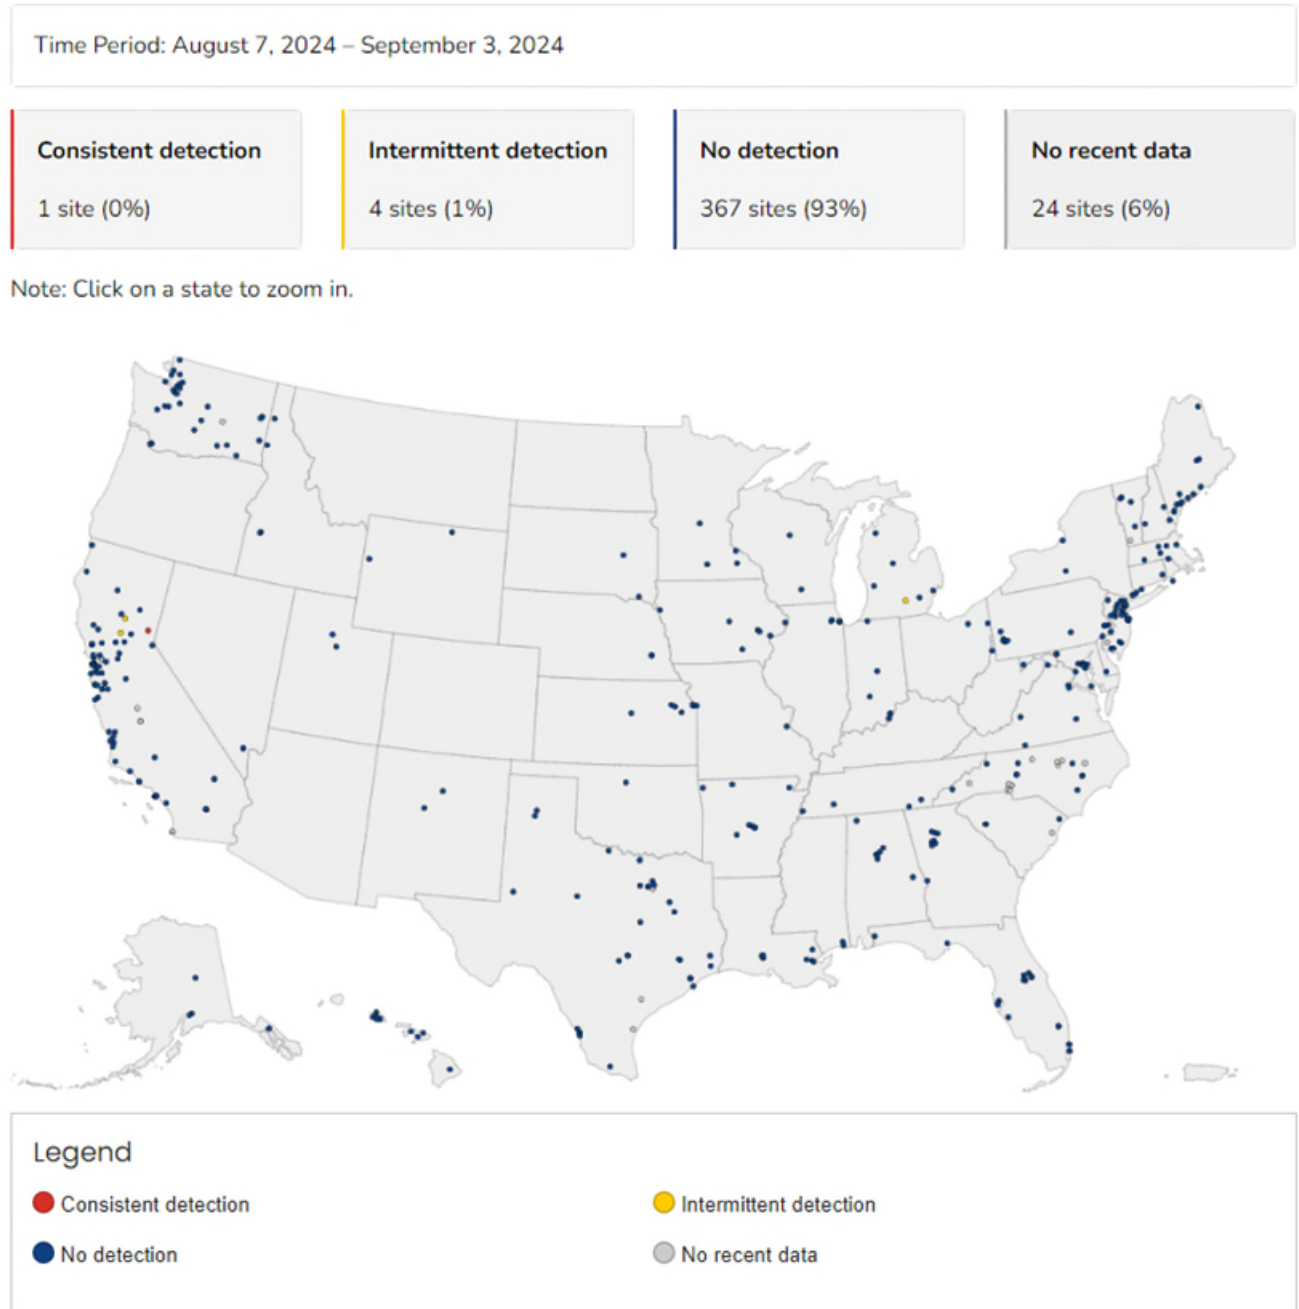 Time Period: August 7, 2024 – September 3, 2024
Consistent detection
1 site (0%)
Intermittent detection
4 sites (1%)
No detection
367 sites (93%)
No recent data
24 sites (6%)
Note: Click on a state to zoom in.
Legend
Consistent detection
Intermittent detection
No detection
No recent data